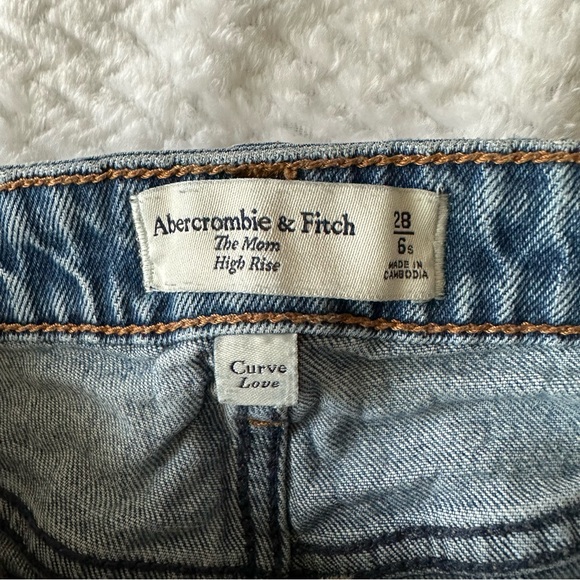 Abercrombie & Fitch
The Mom
High Rise
28
6s
MADE IN
CAMBODIA
Curve
Love